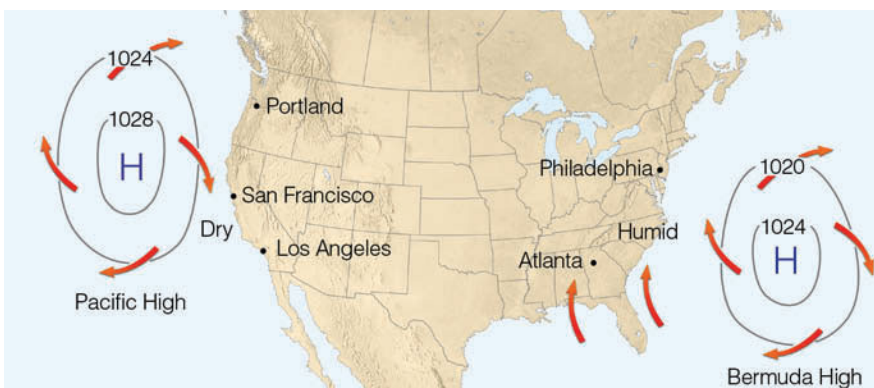 1024
1028
H
Pacific High
Portland
San Francisco
Dry
Los Angeles
Philadelphia
Humid
Atlanta
1020
1024
H
Bermuda High